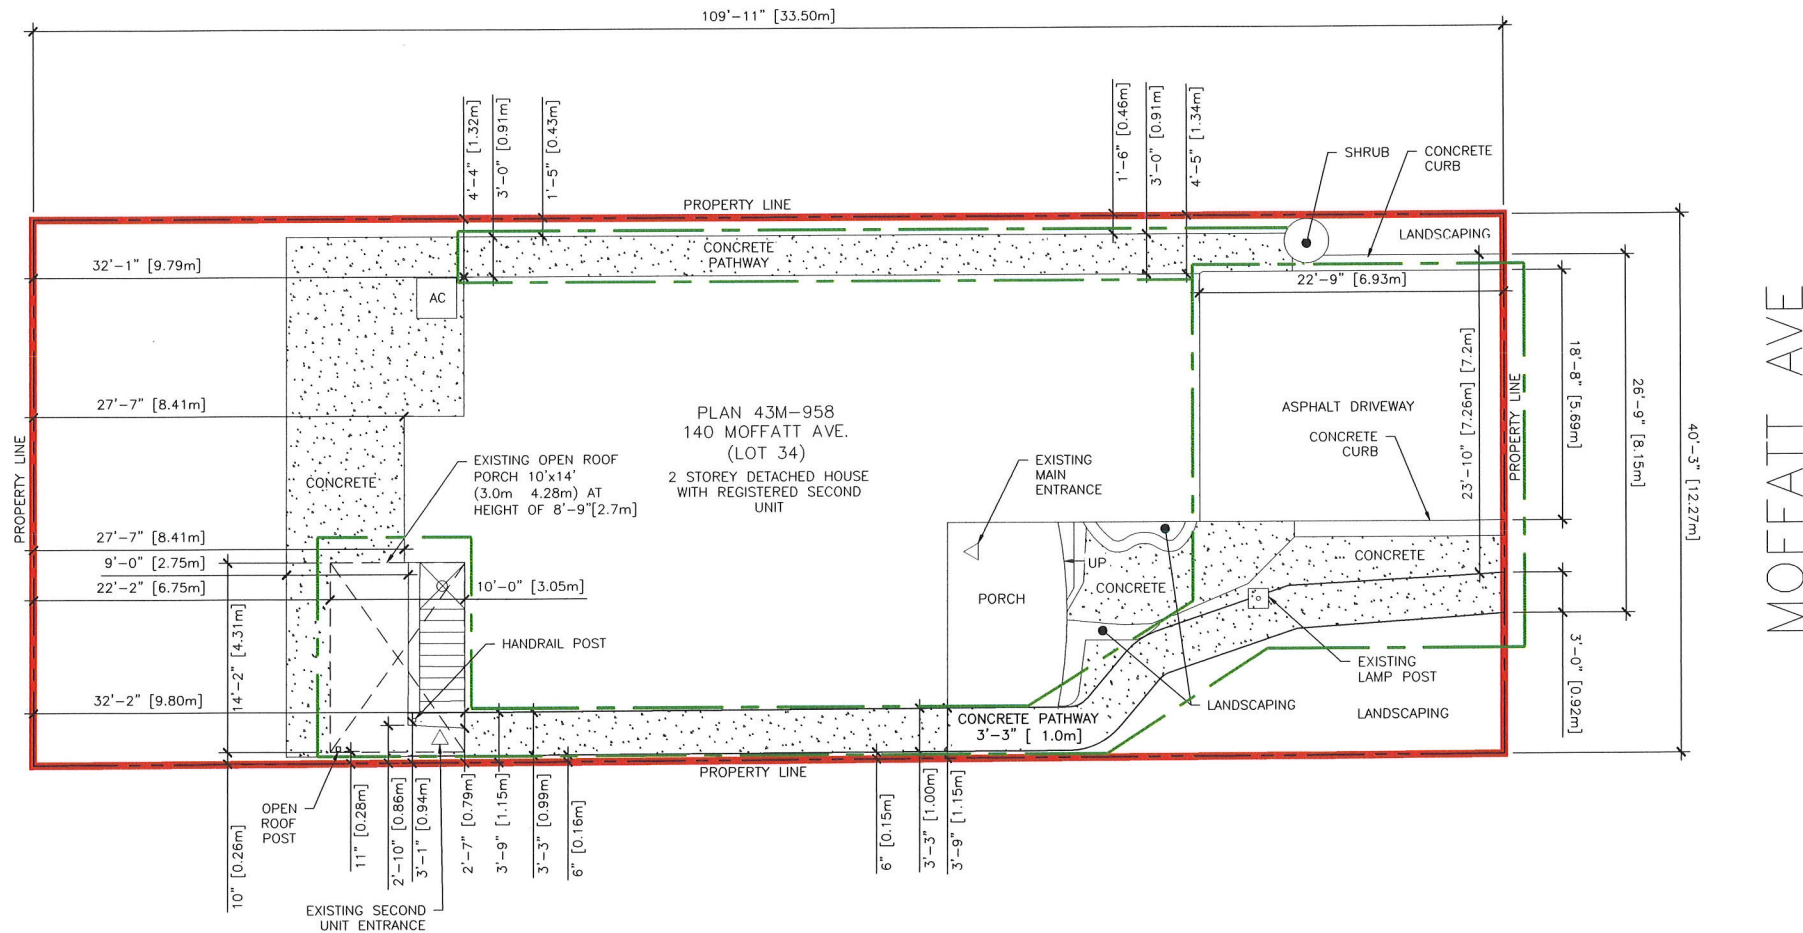 109'-11" [33.50m]
4'-4" [1.32m]
3'-0" [0.91m]
1'-5" [0.43m]
1'-6" [0.46m]
3'-0" [0.91m]
4'-5" [1.34m]
SHRUB
CONCRETE
CURB
PROPERTY LINE
LANDSCAPING
CONCRETE
PATHWAY
32'-1" [9.79m]
AC
22'-9" [6.93m]
23'-10" [7.26m] [7.2m]
PROPERTY LINE
18'-8" [5.69m]
26'-9" [8.15m]
40'-3" [12.27m]
MOFFATT AVE
27'-7" [8.41m]
PLAN 43M-958
140 MOFFATT AVE.
(LOT 34)
2 STOREY DETACHED HOUSE
WITH REGISTERED SECOND
UNIT
ASPHALT DRIVEWAY
CONCRETE
CURB
PROPERTY LINE
CONCRETE
EXISTING OPEN ROOF
PORCH 10'x14'
(3.0m 4.28m) AT
HEIGHT OF 8'-9"[2.7m]
EXISTING
MAIN
ENTRANCE
27'-7" [8.41m]
9'-0" [2.75m]
22'-2" [6.75m]
10'-0" [3.05m]
UP
CONCRETE
CONCRETE
PORCH
14'-2" [4.31m]
HANDRAIL POST
3'-0" [0.92m]
EXISTING
LAMP POST
32'-2" [9.80m]
LANDSCAPING
LANDSCAPING
CONCRETE PATHWAY
3'-3" [ 1.0m]
PROPERTY LINE
OPEN
ROOF
POST
10" [0.26m]
11" [0.28m]
2'-10" [0.86m]
3'-1" [0.94m]
2'-7" [0.79m]
3'-9" [1.15m]
3'-3" [0.99m]
6" [0.16m]
6" [0.15m]
3'-3" [1.00m]
3'-9" [1.15m]
EXISTING SECOND
UNIT ENTRANCE